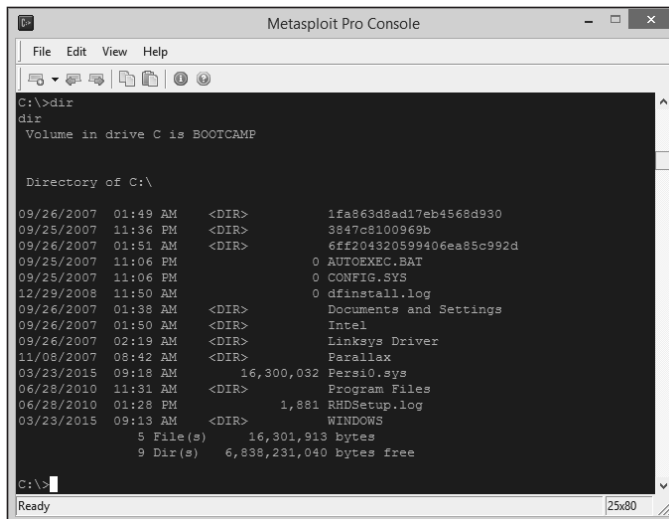 Metasploit Pro Console
File Edit View Help
C:\>dir
dir
 Volume in drive C is BOOTCAMP
 Directory of C:\
09/26/2007  01:49 AM    <DIR>          1fa863d8ad17eb4568d930
09/25/2007  11:36 PM    <DIR>          3847c8100969b
09/26/2007  01:51 AM    <DIR>          6ff204320599406ea85c992d
09/25/2007  11:06 PM                 0 AUTOEXEC.BAT
09/25/2007  11:06 PM                 0 CONFIG.SYS
12/29/2008  11:50 AM                 0 dfinstall.log
09/26/2007  01:38 AM    <DIR>          Documents and Settings
09/26/2007  01:50 AM    <DIR>          Intel
09/26/2007  02:19 AM    <DIR>          Linksys Driver
11/08/2007  08:42 AM    <DIR>          Parallax
03/23/2015  09:18 AM        16,300,032 Persi0.sys
06/28/2010  11:31 AM    <DIR>          Program Files
06/28/2010  01:28 PM             1,881 RHDSetup.log
03/23/2015  09:13 AM    <DIR>          WINDOWS
               5 File(s)     16,301,913 bytes
               9 Dir(s)   6,838,231,040 bytes free
C:\>
Ready 25x80